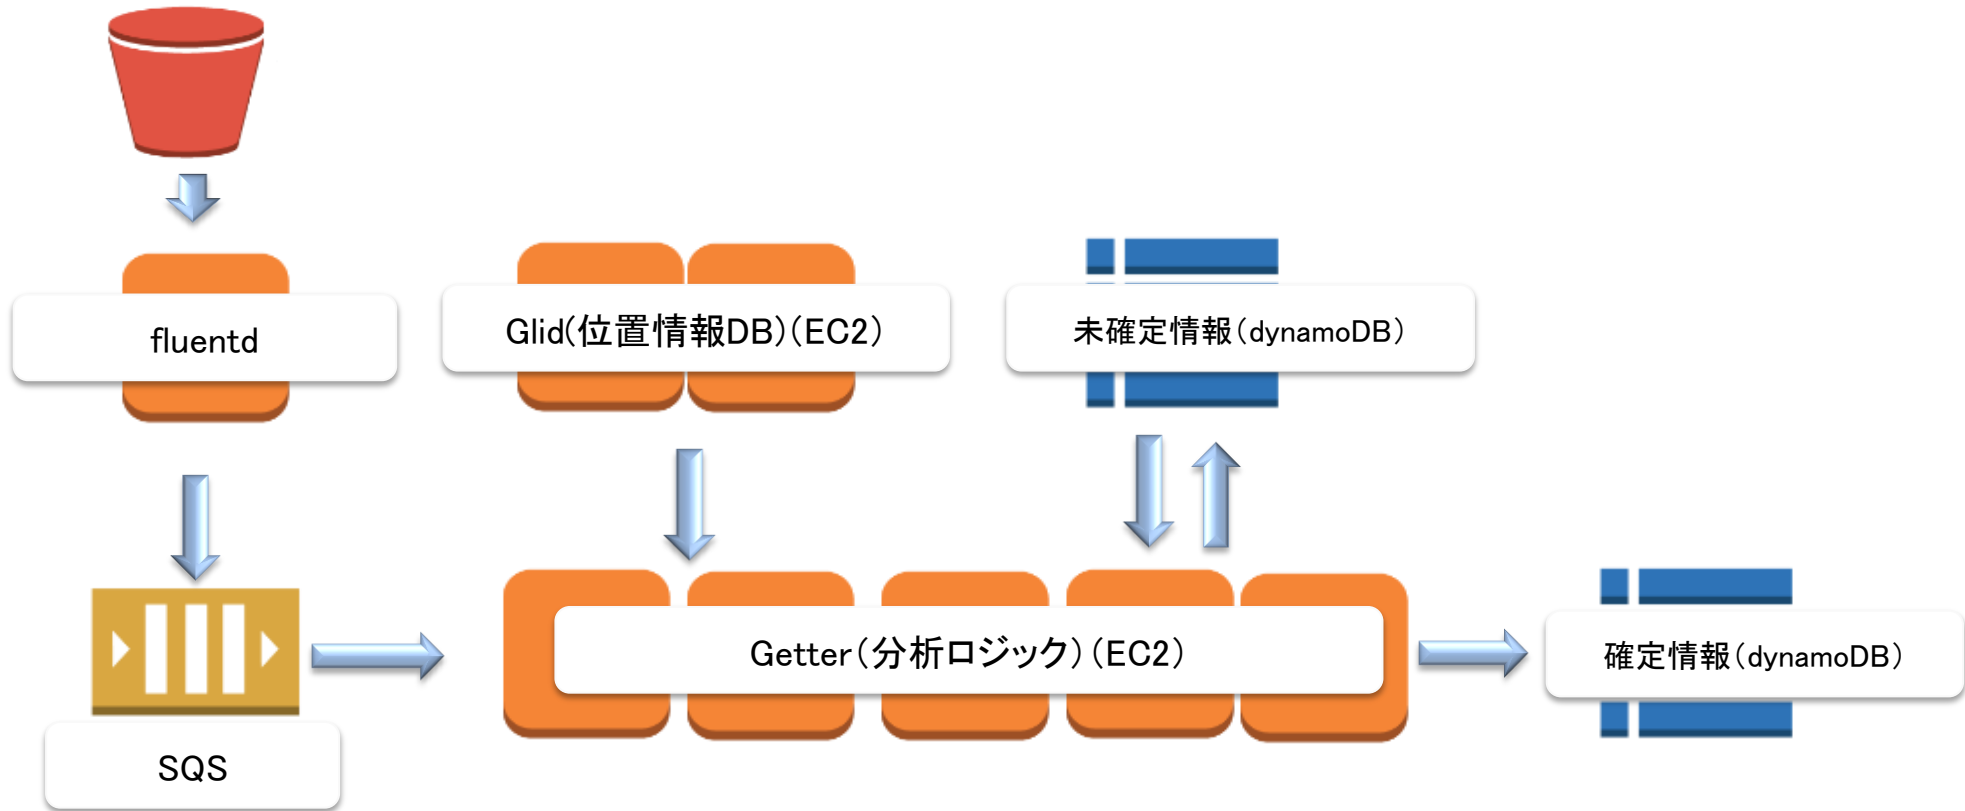 fluentd
Glid(位置情報DB)(EC2)
未確定情報(dynamoDB)
Getter(分析ロジック)(EC2)
確定情報(dynamoDB)
SQS